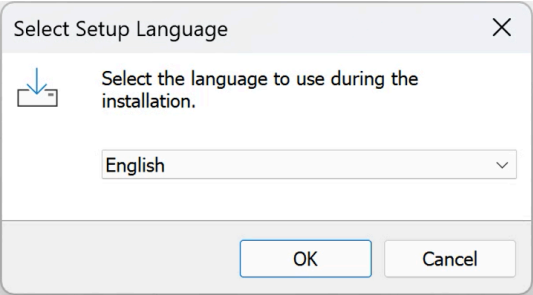 Select Setup Language
Select the language to use during the
installation.
English
OK
Cancel